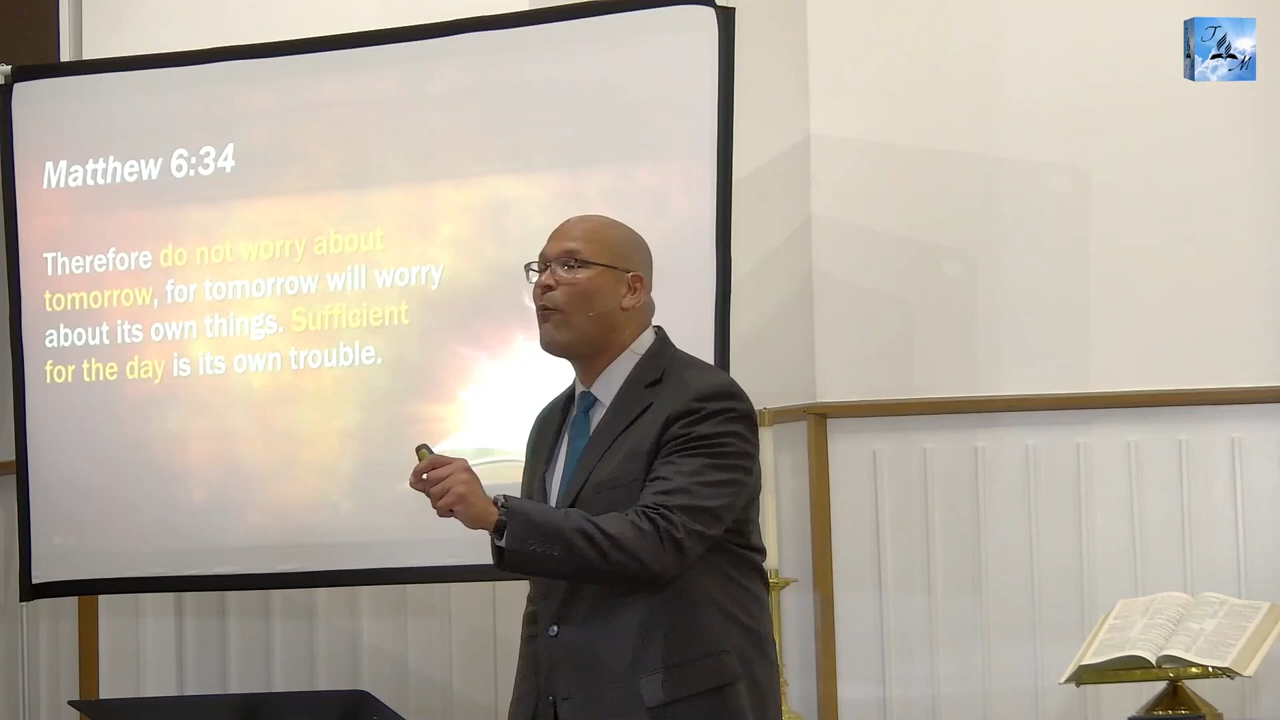 Matthew 6:34
Therefore do not worry about
tomorrow, for tomorrow will worry
about its own things. Sufficient
for the day is its own trouble.
J
M